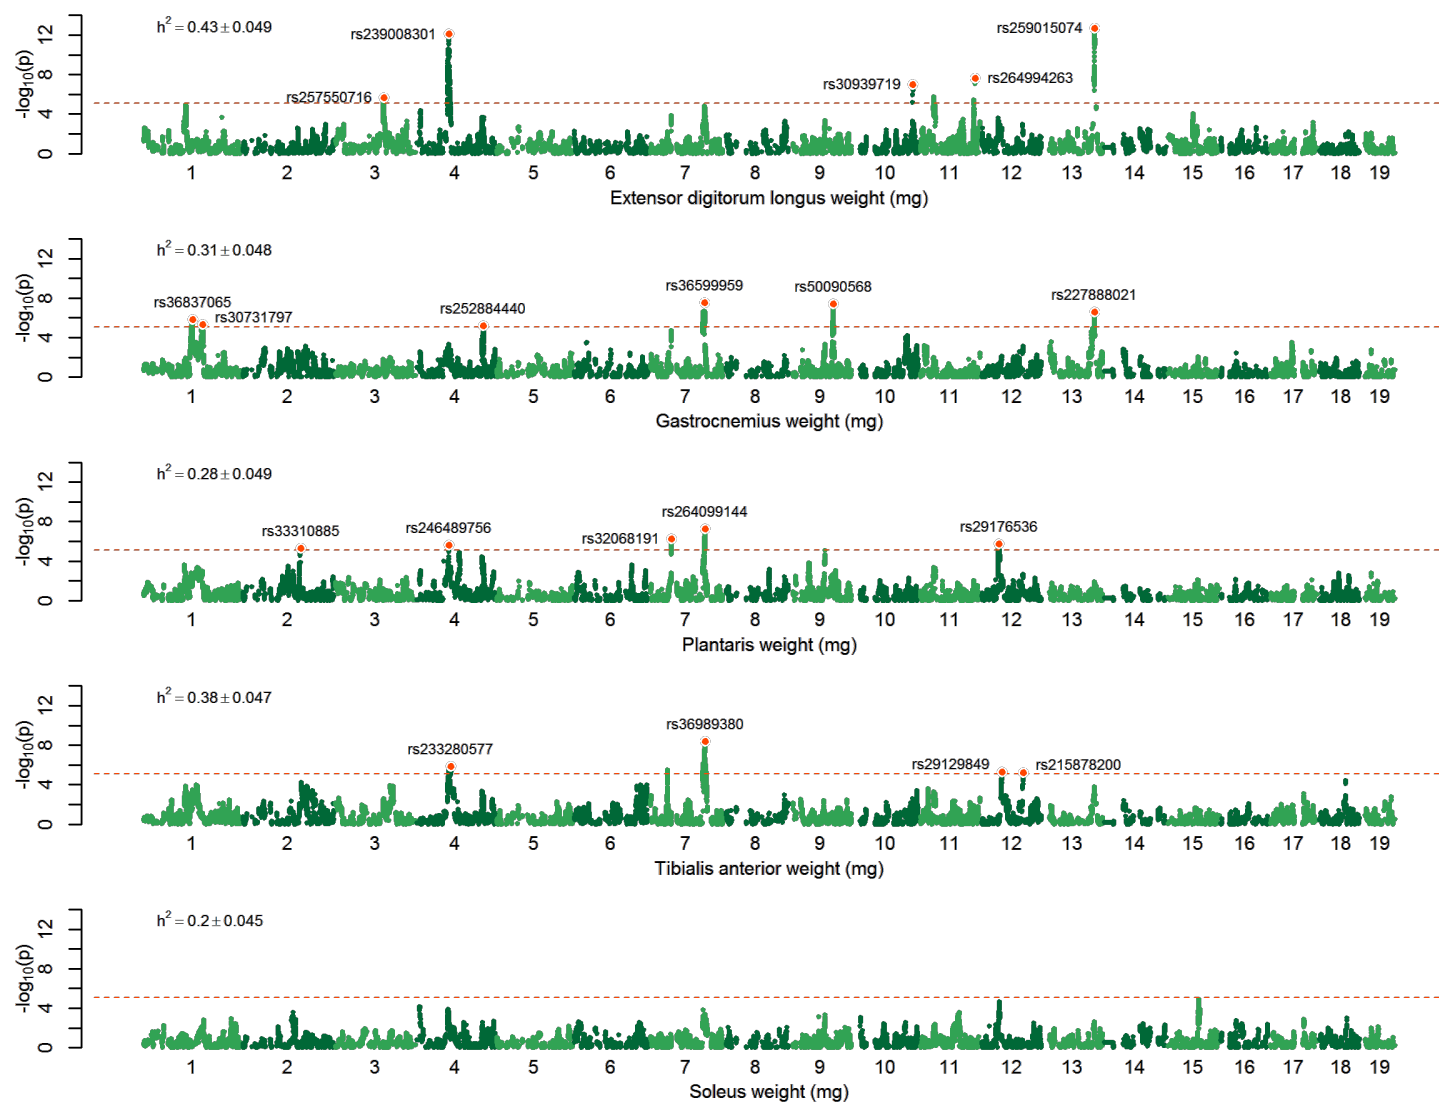 h² = 0.43 ± 0.049
-log10(p)
12
8
4
0
rs257550716
rs239008301
rs30939719
rs264994263
rs259015074
1 2 3 4 5 6 7 8 9 10 11 12 13 14 15 16 17 18 19
Extensor digitorum longus weight (mg)
h² = 0.31 ± 0.048
-log10(p)
12
8
4
0
rs36837065
rs30731797
rs252884440
rs36599959
rs50090568
rs227888021
1 2 3 4 5 6 7 8 9 10 11 12 13 14 15 16 17 18 19
Gastrocnemius weight (mg)
h² = 0.28 ± 0.049
-log10(p)
12
8
4
0
rs33310885
rs246489756
rs32068191
rs264099144
rs29176536
1 2 3 4 5 6 7 8 9 10 11 12 13 14 15 16 17 18 19
Plantaris weight (mg)
h² = 0.38 ± 0.047
-log10(p)
12
8
4
0
rs233280577
rs36989380
rs29129849
rs215878200
1 2 3 4 5 6 7 8 9 10 11 12 13 14 15 16 17 18 19
Tibialis anterior weight (mg)
h² = 0.2 ± 0.045
-log10(p)
12
8
4
0
1 2 3 4 5 6 7 8 9 10 11 12 13 14 15 16 17 18 19
Soleus weight (mg)